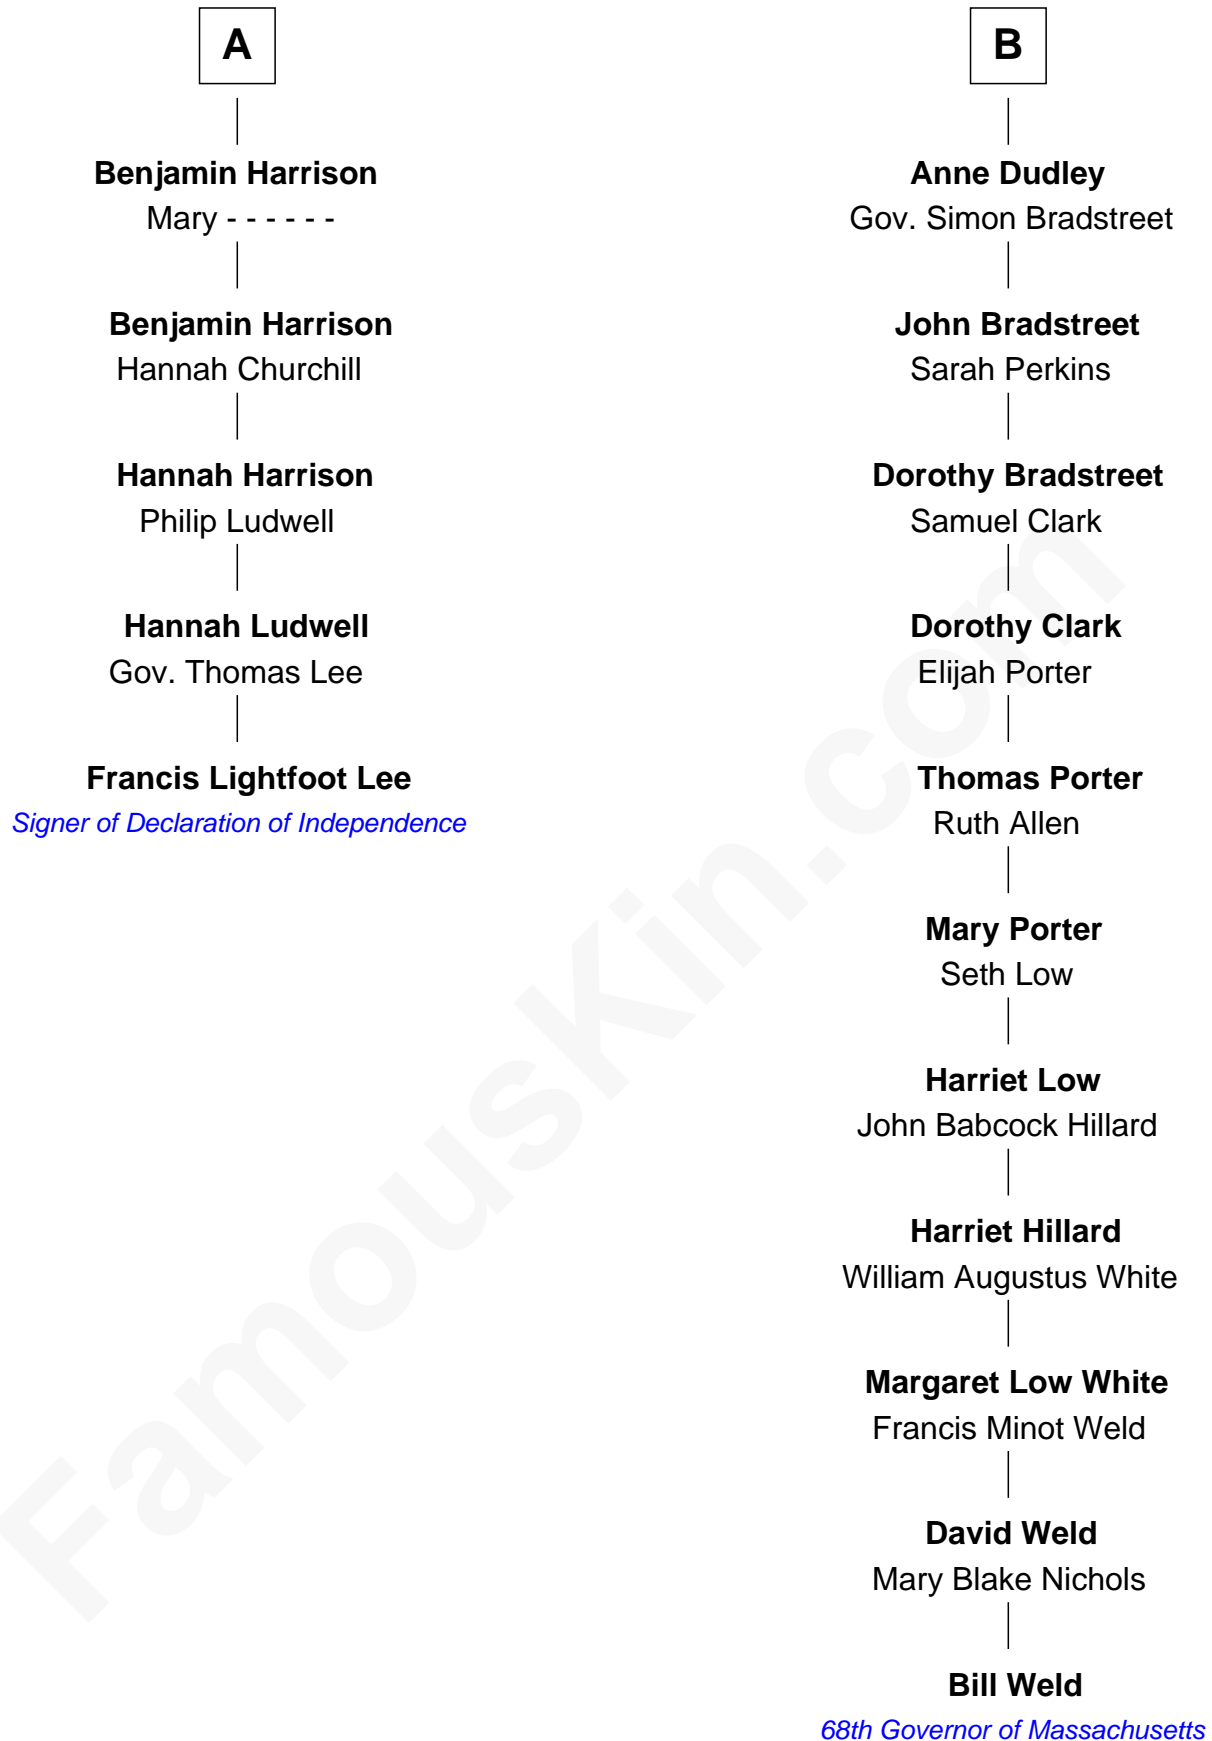 A
Benjamin Harrison
Mary - - - - - -
Benjamin Harrison
Hannah Churchill
Hannah Harrison
Philip Ludwell
Hannah Ludwell
Gov. Thomas Lee
Francis Lightfoot Lee
Signer of Declaration of Independence
B
Anne Dudley
Gov. Simon Bradstreet
John Bradstreet
Sarah Perkins
Dorothy Bradstreet
Samuel Clark
Dorothy Clark
Elijah Porter
Thomas Porter
Ruth Allen
Mary Porter
Seth Low
Harriet Low
John Babcock Hillard
Harriet Hillard
William Augustus White
Margaret Low White
Francis Minot Weld
David Weld
Mary Blake Nichols
Bill Weld
68th Governor of Massachusetts
FamousKin.com